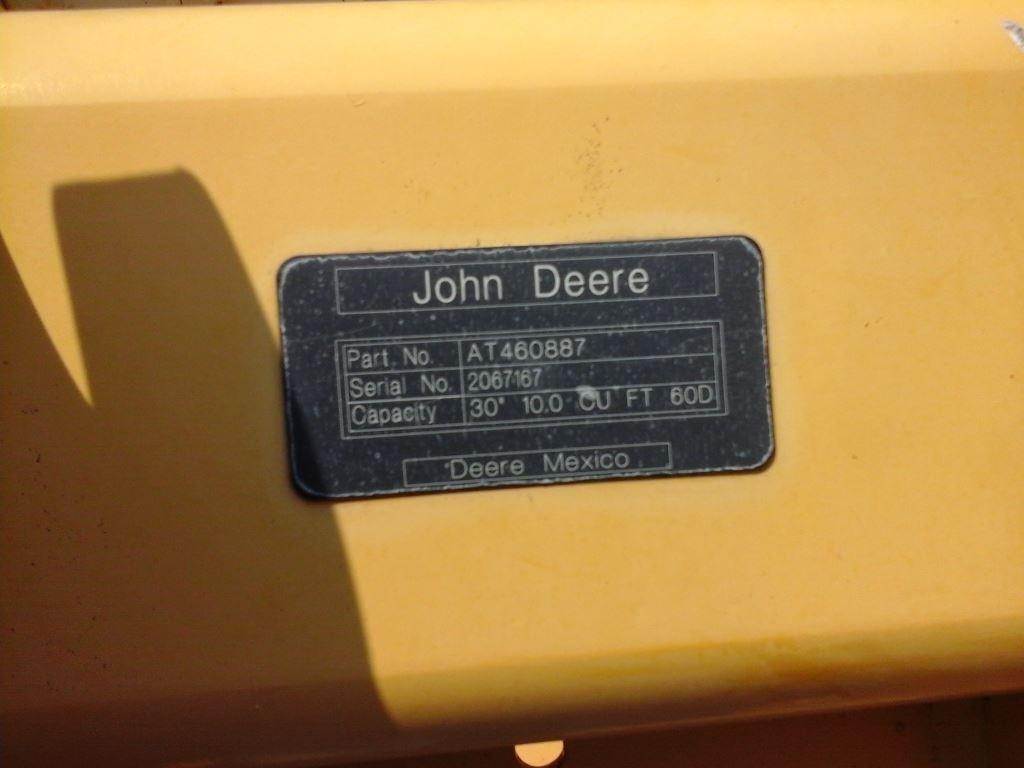 John Deere
Part. No. AT460887
Serial No. 2067167
Capacity 30" 10.0 CU FT 60D
Deere Mexico